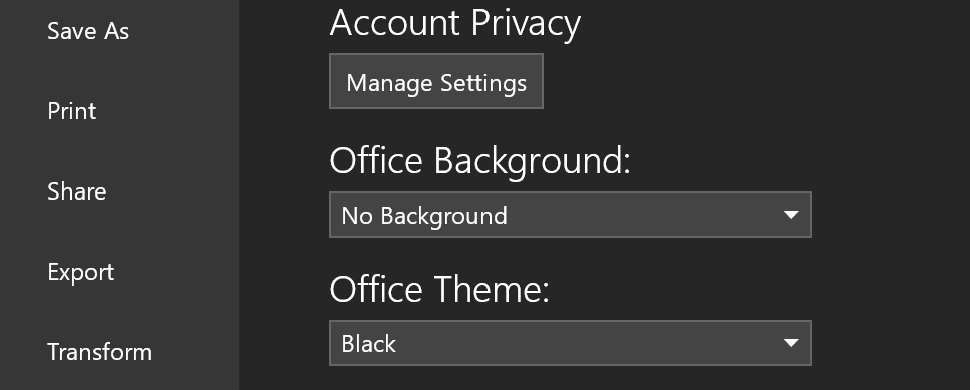 Save As
Print
Share
Export
Transform
Account Privacy
Manage Settings
Office Background:
No Background
Office Theme:
Black